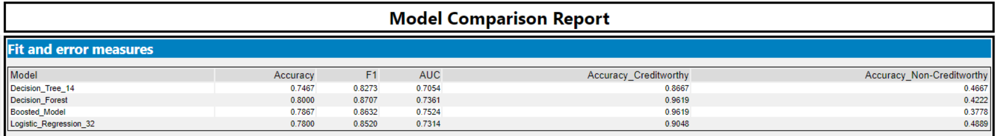 Model Comparison Report
Fit and error measures
Model Accuracy F1 AUC Accuracy_Creditworthy Accuracy_Non-Creditworthy
Decision_Tree_14 0.7467 0.8273 0.7054 0.8667 0.4667
Decision_Forest 0.8000 0.8707 0.7361 0.9619 0.4222
Boosted_Model 0.7867 0.8632 0.7524 0.9619 0.3778
Logistic_Regression_32 0.7800 0.8520 0.7314 0.9048 0.4889